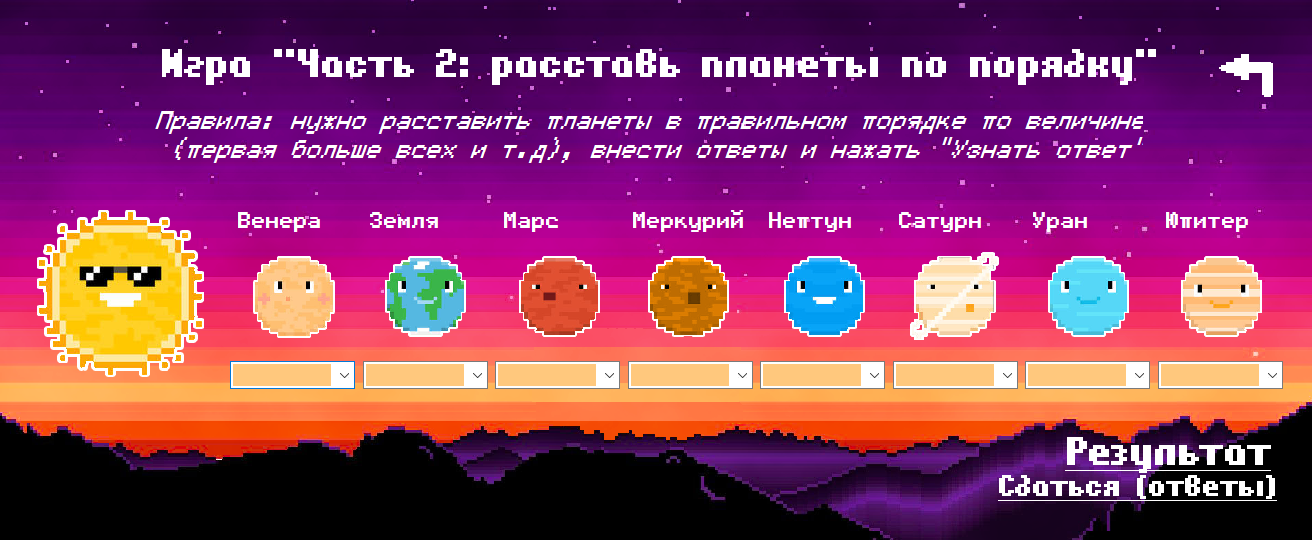 Игра "Часть 2: расставь планеты по порядку"
Правила: нужно расставить планеты в правильном порядке по величине
(первая больше всех и т.д), внести ответы и нажать "Узнать ответ"
Венера Земля Марс Меркурий Нептун Сатурн Уран Юпитер
Результат
Сдаться (ответы)